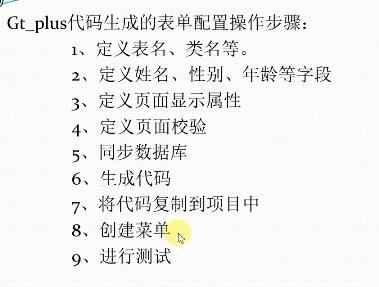 Gt_plus代码生成的表单配置操作步骤：
1、定义表名、类名等。
2、定义姓名、性别、年龄等字段
3、定义页面显示属性
4、定义页面校验
5、同步数据库
6、生成代码
7、将代码复制到项目中
8、创建菜单
9、进行测试